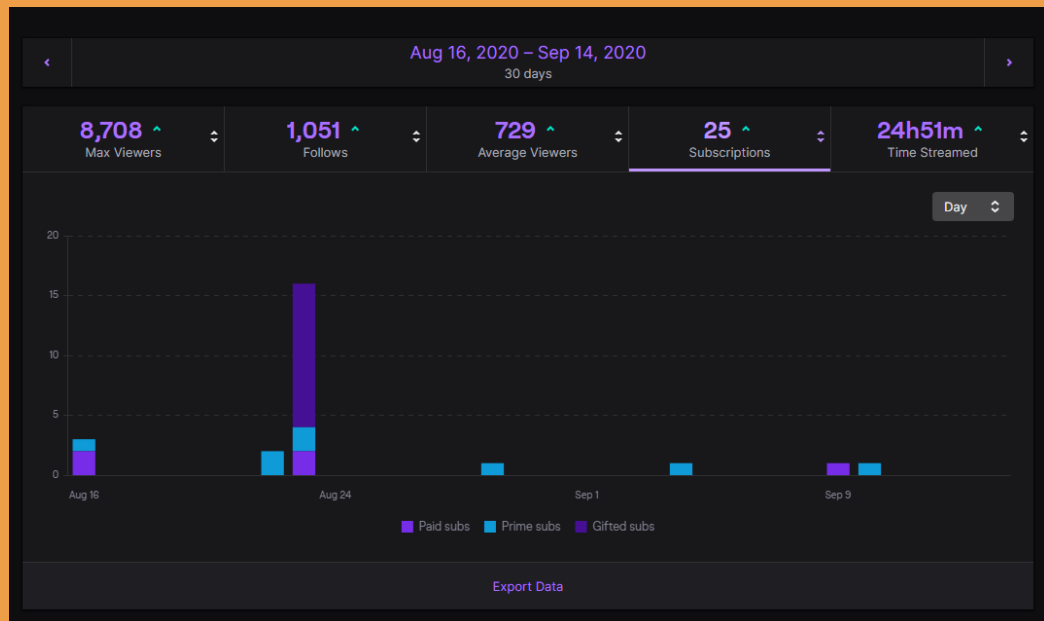 Aug 16, 2020 – Sep 14, 2020
30 days
8,708
Max Viewers
1,051
Follows
729
Average Viewers
25
Subscriptions
24h51m
Time Streamed
Day
20
15
10
5
0
Aug 16
Aug 24
Sep 1
Sep 9
Paid subs
Prime subs
Gifted subs
Export Data